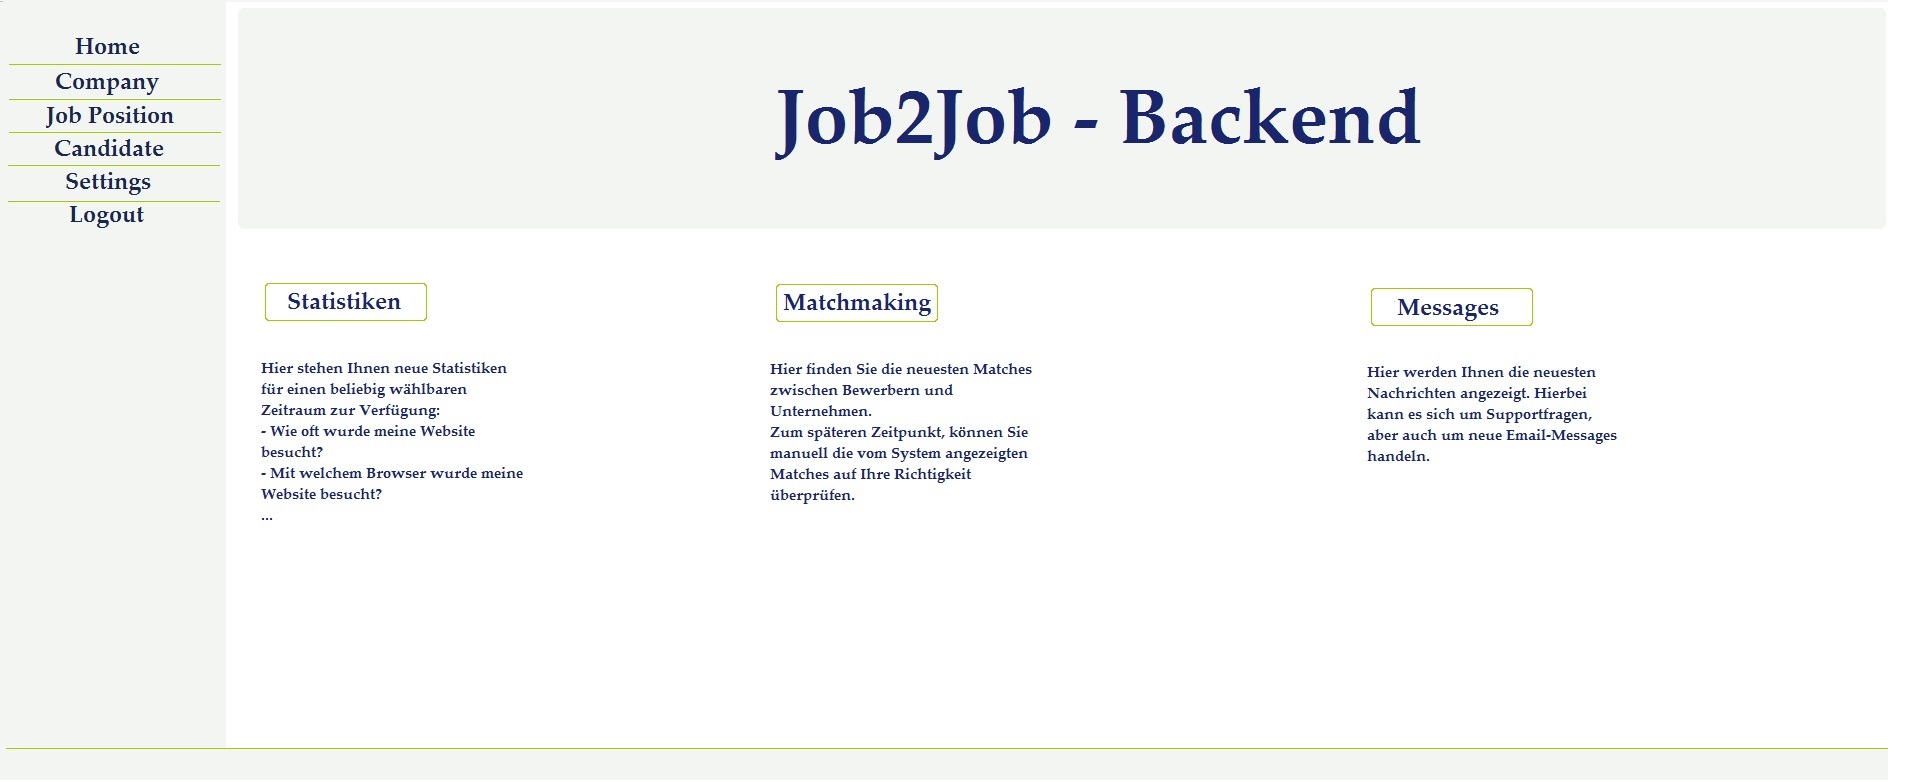 Home
Company
Job Position
Candidate
Settings
Logout
Job2Job - Backend
Statistiken
Hier stehen Ihnen neue Statistiken
für einen beliebig wählbaren
Zeitraum zur Verfügung:
- Wie oft wurde meine Website
besucht?
- Mit welchem Browser wurde meine
Website besucht?
...
Matchmaking
Hier finden Sie die neuesten Matches
zwischen Bewerbern und
Unternehmen.
Zum späteren Zeitpunkt, können Sie
manuell die vom System angezeigten
Matches auf Ihre Richtigkeit
überprüfen.
Messages
Hier werden Ihnen die neuesten
Nachrichten angezeigt. Hierbei
kann es sich um Supportfragen,
aber auch um neue Email-Messages
handeln.